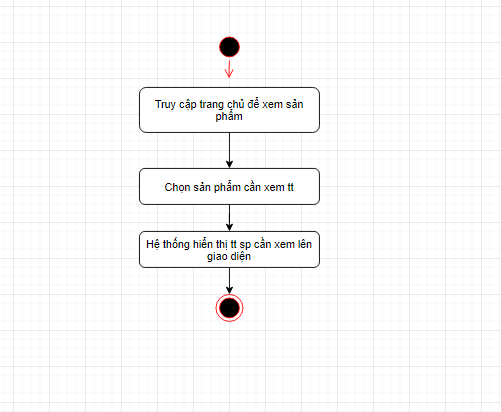 Truy cập trang chủ để xem sản
phẩm
Chọn sản phẩm cần xem tt
Hệ thống hiển thị tt sp cần xem lên
giao diện